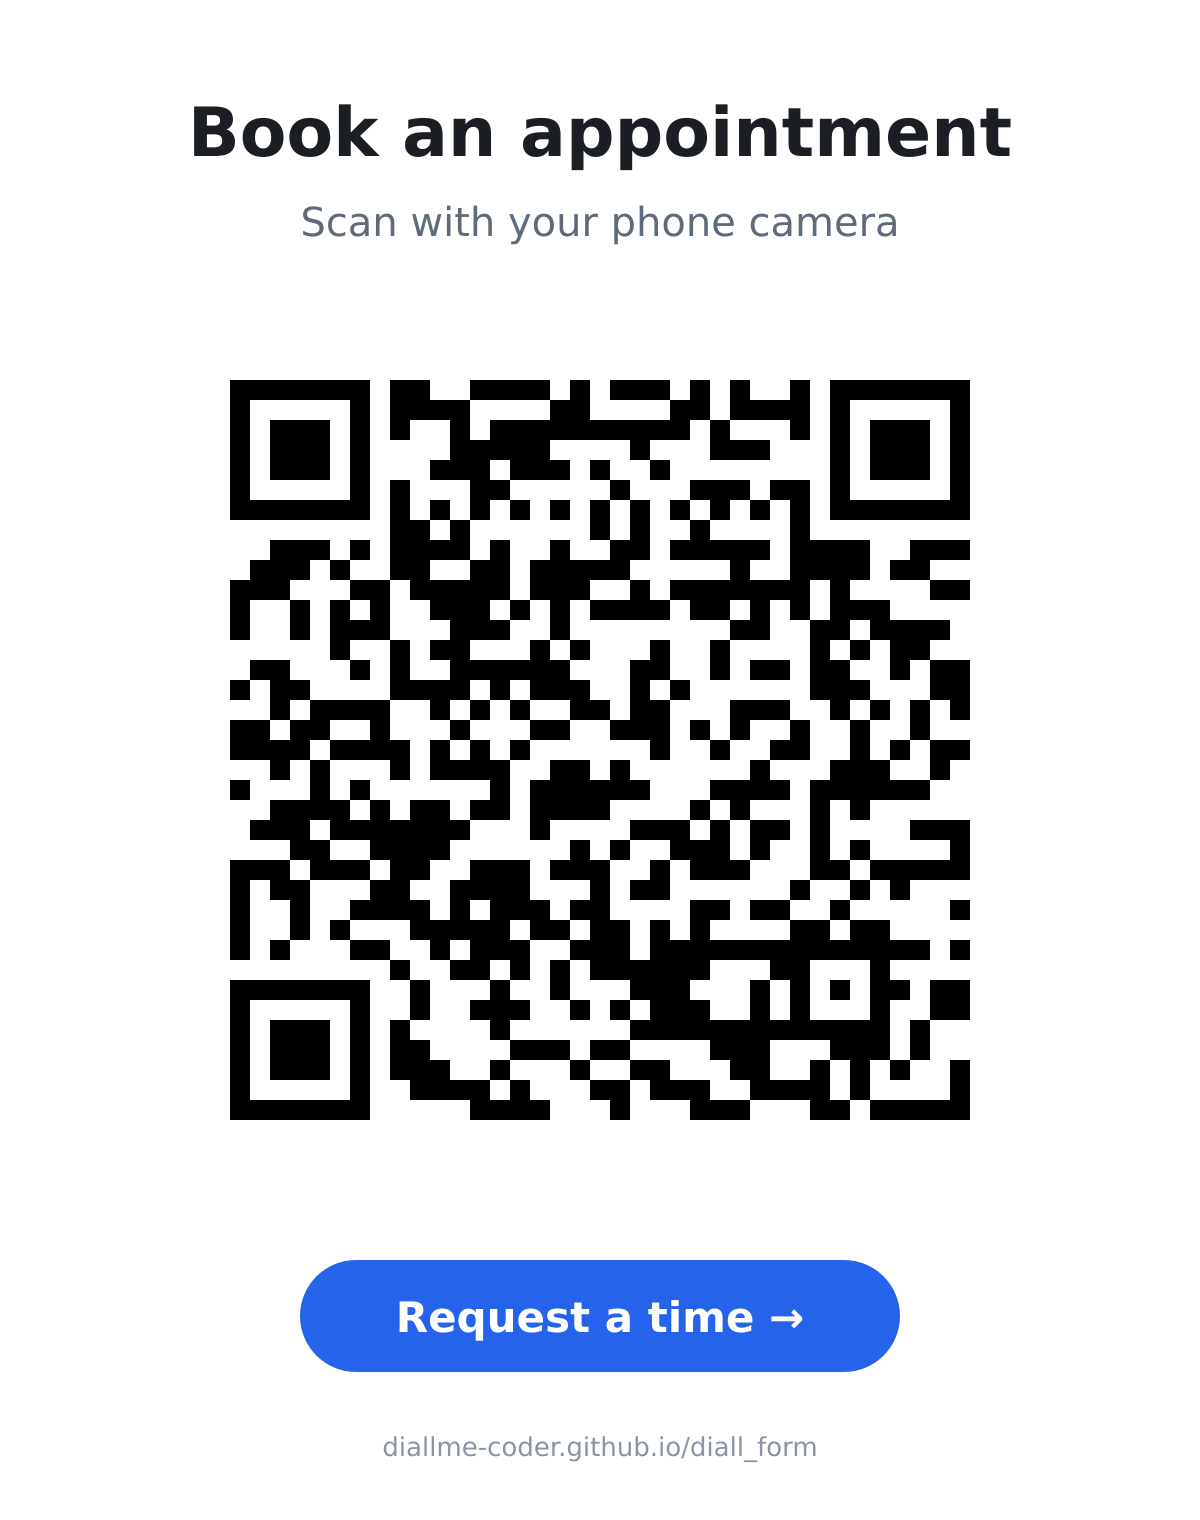 Book an appointment
Scan with your phone camera
Request a time →
diallme-coder.github.io/diall_form